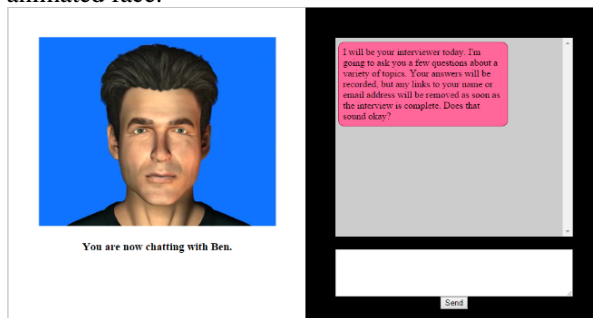 animated face.
I will be your interviewer today. I'm
going to ask you a few questions about a
variety of topics. Your answers will be
recorded, but any links to your name or
email address will be removed as soon as
the interview is complete. Does that
sound okay?
You are now chatting with Ben.
Send